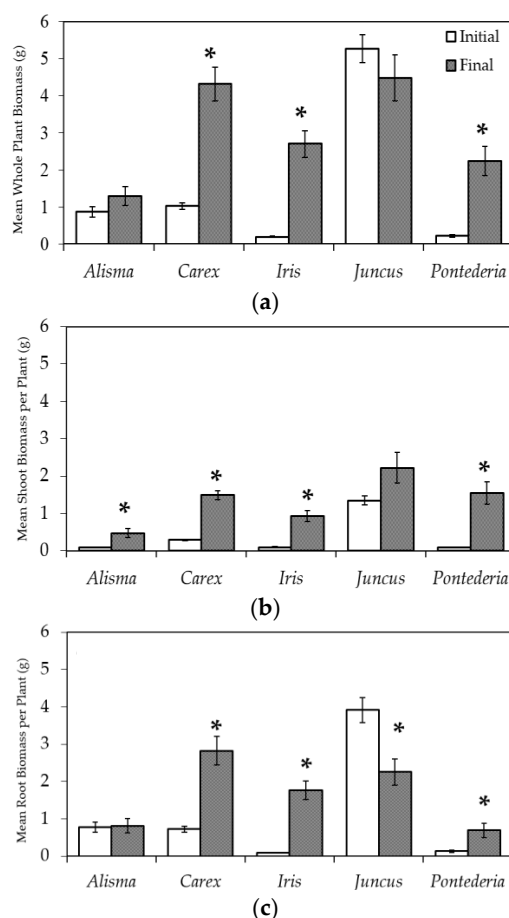 Mean Whole Plant Biomass (g)
6
5
4
3
2
1
0
Initial
Final
*
*
*
Alisma Carex Iris Juncus Pontederia
(a)
Mean Shoot Biomass per Plant (g)
6
5
4
3
2
1
0
*
*
*
*
Alisma Carex Iris Juncus Pontederia
(b)
Mean Root Biomass per Plant (g)
6
5
4
3
2
1
0
*
*
*
*
Alisma Carex Iris Juncus Pontederia
(c)